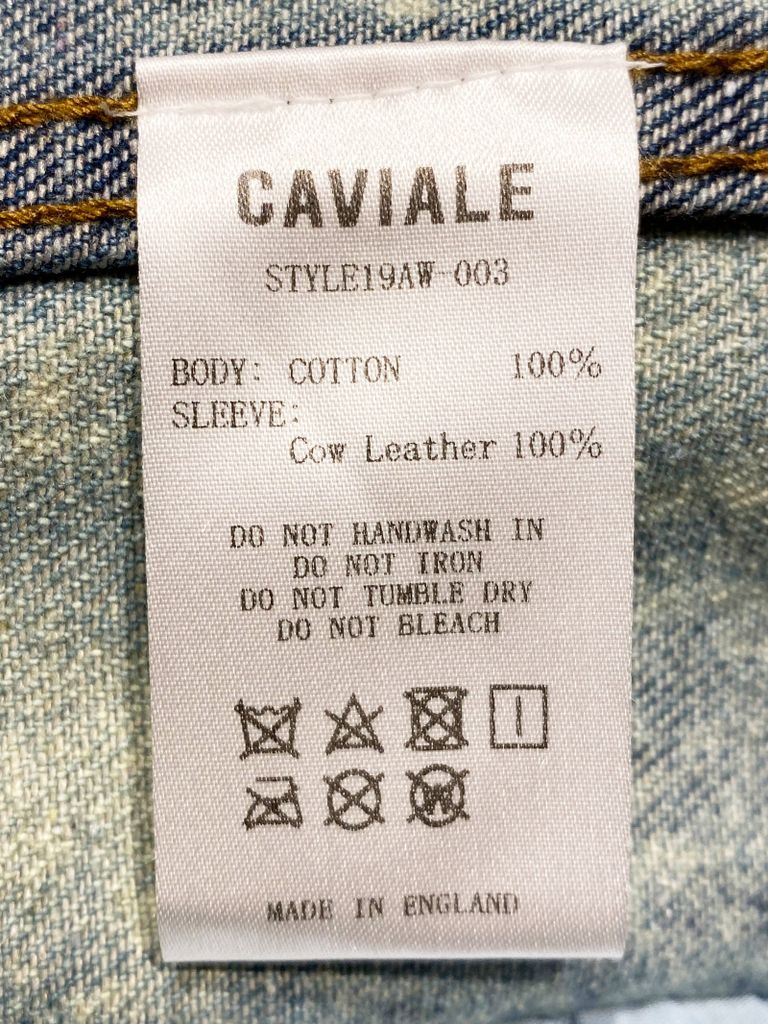 CAVIALE
STYLE19AW-003
BODY: COTTON 100%
SLEEVE:
Cow Leather 100%
DO NOT HANDWASH IN
DO NOT IRON
DO NOT TUMBLE DRY
DO NOT BLEACH
W
MADE IN ENGLAND